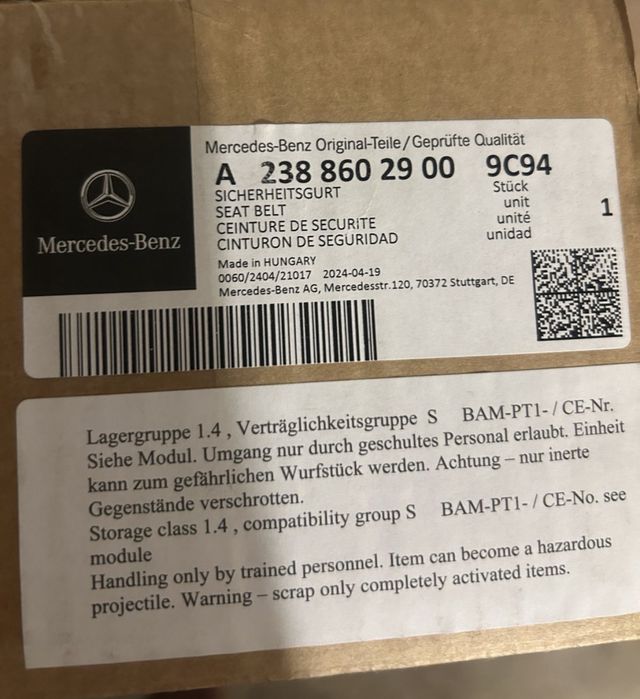 Mercedes-Benz Original-Teile/Geprüfte Qualität
A 238 860 29 00 9C94
SICHERHEITSGURT
SEAT BELT
CEINTURE DE SECURITE
CINTURON DE SEGURIDAD
Stück
unit
unité
unidad
1
Mercedes-Benz
Made in HUNGARY
0060/2404/21017 2024-04-19
Mercedes-Benz AG, Mercedesstr.120, 70372 Stuttgart, DE
Lagergruppe 1.4 , Verträglichkeitsgruppe S BAM-PT1- / CE-Nr.
Siehe Modul. Umgang nur durch geschultes Personal erlaubt. Einheit
kann zum gefährlichen Wurfstück werden. Achtung – nur inerte
Gegenstände verschrotten.
Storage class 1.4 , compatibility group S BAM-PT1- / CE-No. see
module
Handling only by trained personnel. Item can become a hazardous
projectile. Warning – scrap only completely activated items.